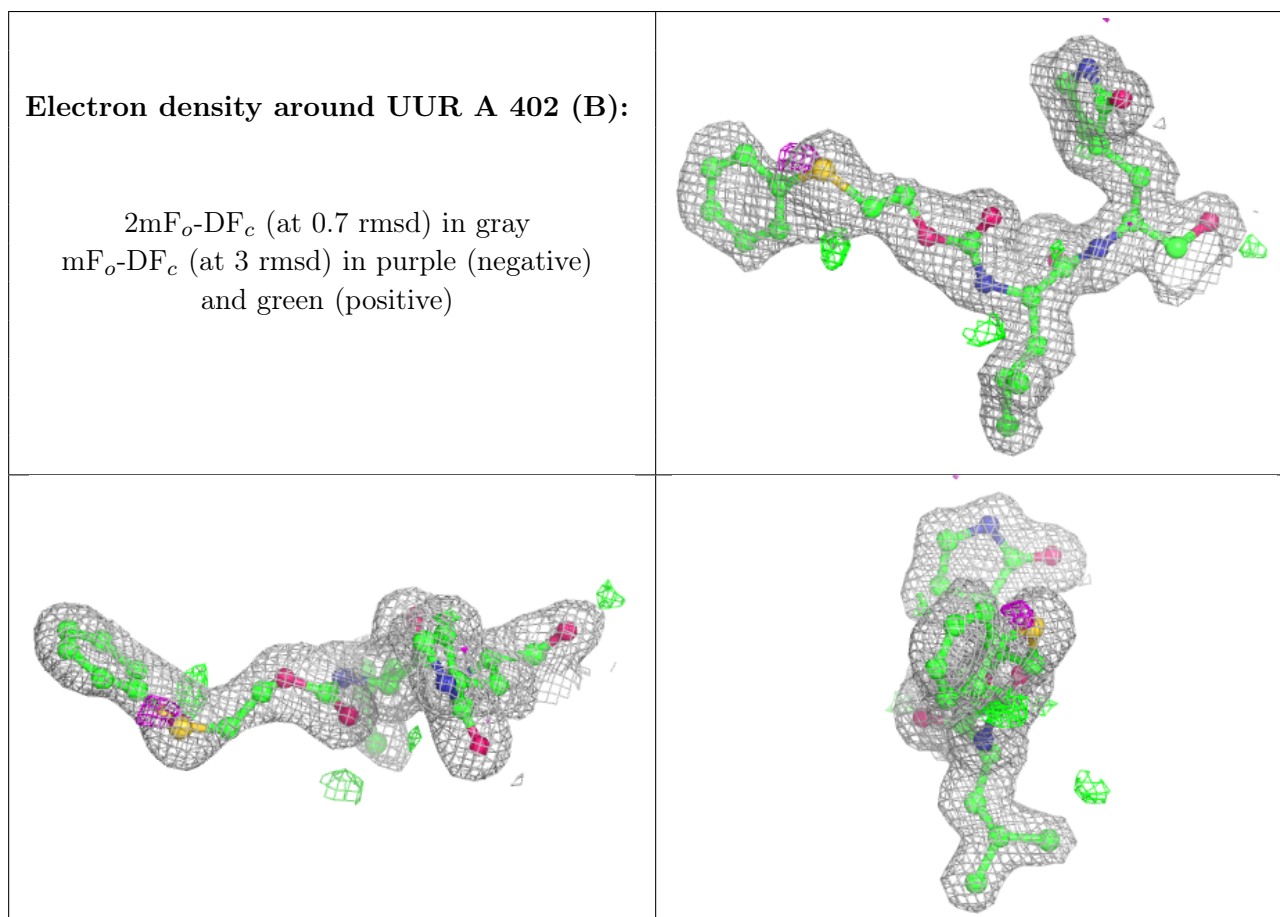 Electron density around UUR A 402 (B):
2mFo-DFc (at 0.7 rmsd) in gray
mFo-DFc (at 3 rmsd) in purple (negative)
and green (positive)